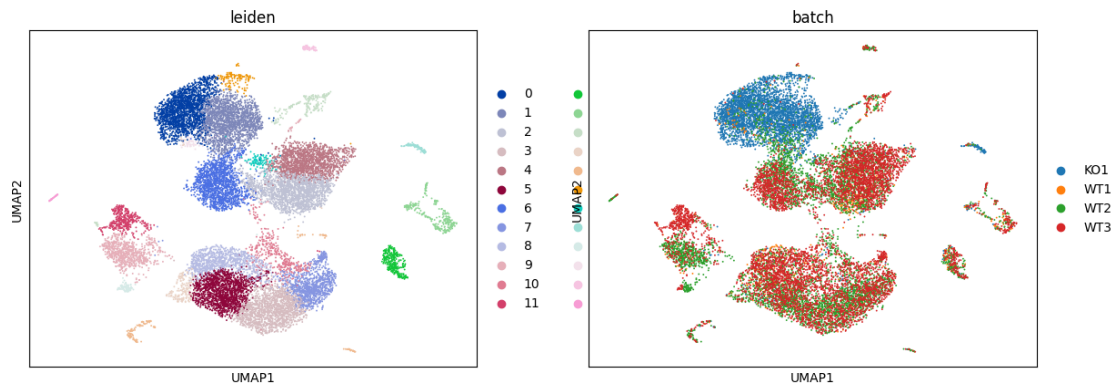 leiden
batch
UMAP2
UMAP1
0
1
2
3
4
5
6
7
8
9
10
11
UMAP2
UMAP1
KO1
WT1
WT2
WT3